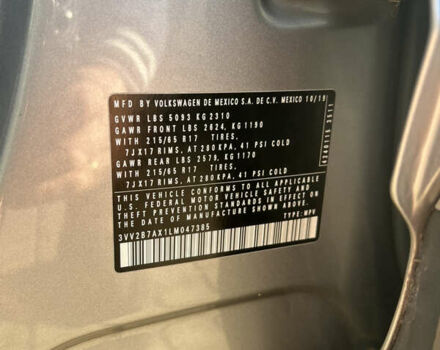 MFD BY VOLKSWAGEN DE MEXICO S.A. DE C.V. MEXICO 10/19
GVWR LBS 5093 KG 2310
GAWR FRONT LBS 2624, KG 1190
WITH 215/65 R17 TIRES,
7JX17 RIMS, AT 280 KPA, 41 PSI COLD
GAWR REAR LBS 2579, KG 1170
WITH 215/65 R17 TIRES,
7JX17 RIMS, AT 280 KPA, 41 PSI COLD
THIS VEHICLE CONFORMS TO ALL APPLICABLE
U.S. FEDERAL MOTOR VEHICLE SAFETY AND
THEFT PREVENTION STANDARDS IN EFFECT
ON THE DATE OF MANUFACTURE SHOWN ABOVE.
3VV2B7AX1LM047385 TYPE: MPV